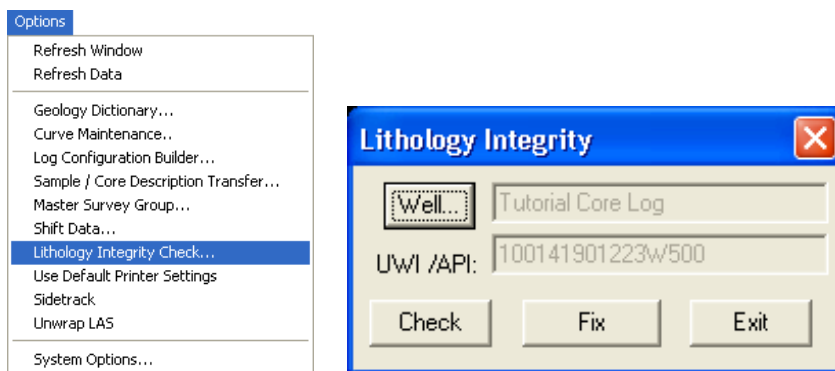 Options
Refresh Window
Refresh Data
Geology Dictionary...
Curve Maintenance..
Log Configuration Builder...
Sample / Core Description Transfer...
Master Survey Group...
Shift Data...
Lithology Integrity Check...
Use Default Printer Settings
Sidetrack
Unwrap LAS
System Options...
Lithology Integrity
Well... Tutorial Core Log
UWI /API: 100141901223W500
Check Fix Exit